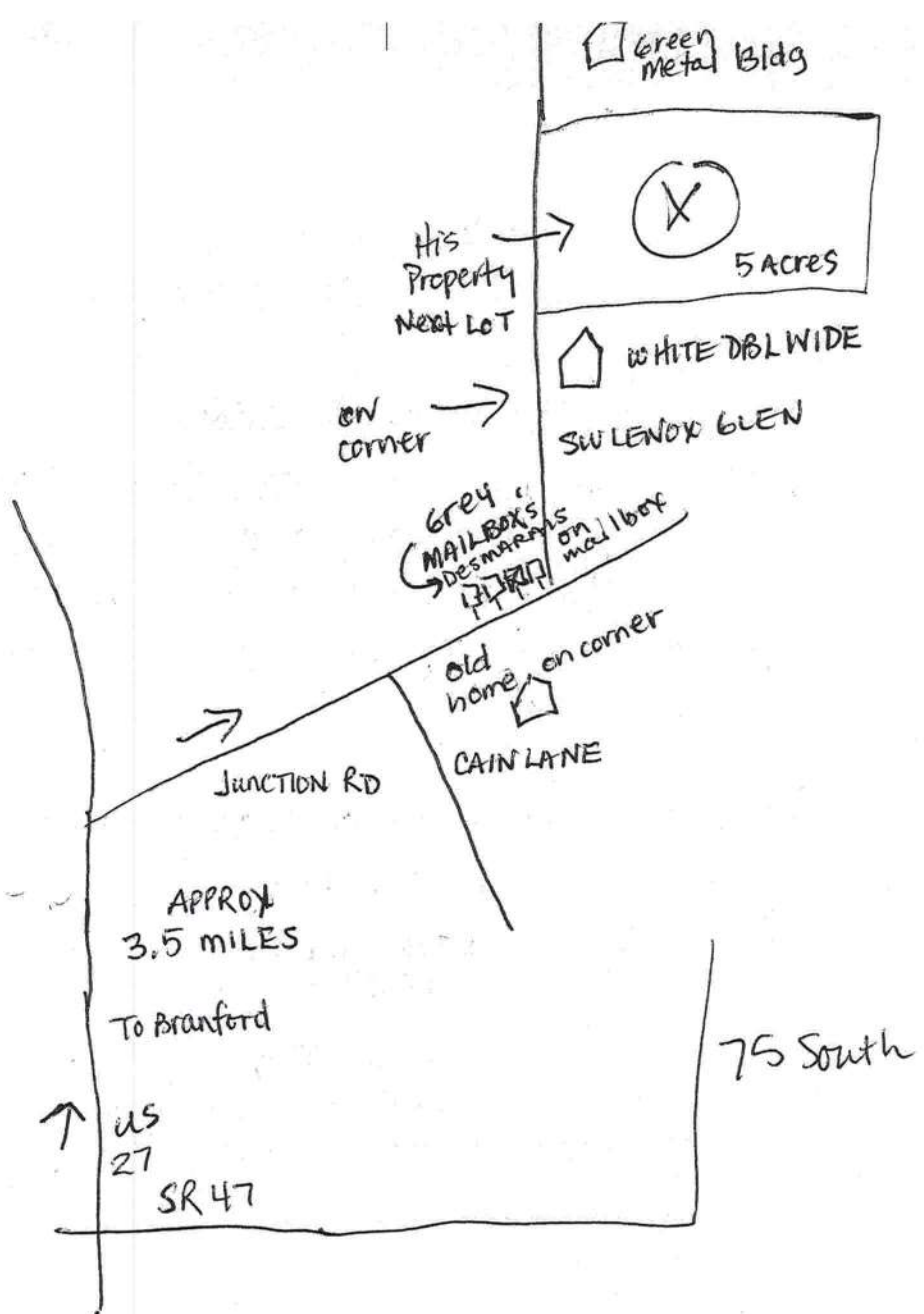 Green
metal Bldg
X
His
Property
Next LOT
5 Acres
WHITE DBL WIDE
on
corner
SW LENOX GLEN
Grey
MAILBOX'S
DESMARAIS
on
mailbox
old
home on corner
CAIN LANE
JUNCTION RD
APPROX
3.5 MILES
To Branford
75 South
US
27
SR 47